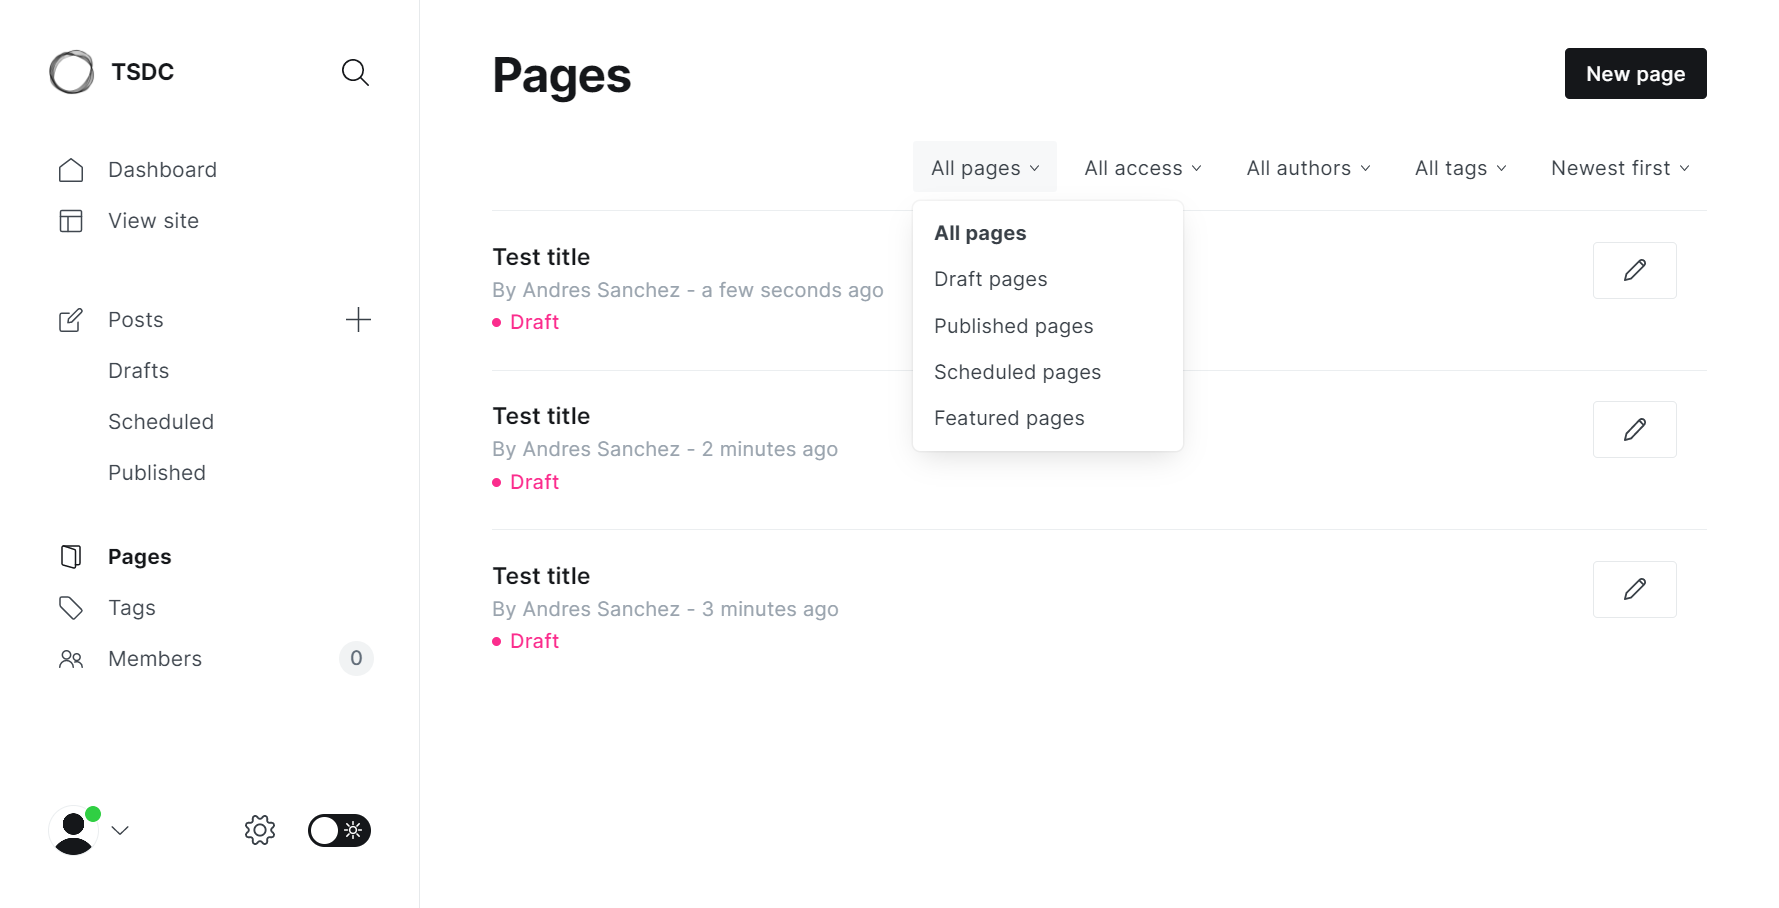 TSDC
Dashboard
View site
Posts
Drafts
Scheduled
Published
Pages
Tags
Members
0
Pages
New page
All pages
All access
All authors
All tags
Newest first
All pages
Draft pages
Published pages
Scheduled pages
Featured pages
Test title
By Andres Sanchez - a few seconds ago
Draft
Test title
By Andres Sanchez - 2 minutes ago
Draft
Test title
By Andres Sanchez - 3 minutes ago
Draft